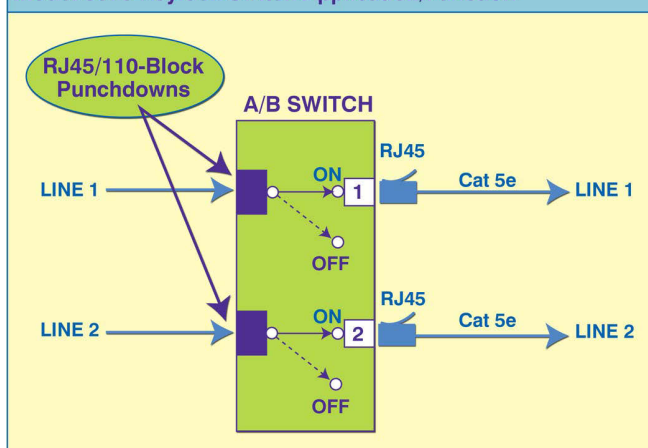 RJ45/110-Block
Punchdowns
A/B SWITCH
RJ45
ON
Cat 5e
LINE 1
1
LINE 1
OFF
RJ45
ON
Cat 5e
LINE 2
2
LINE 2
OFF